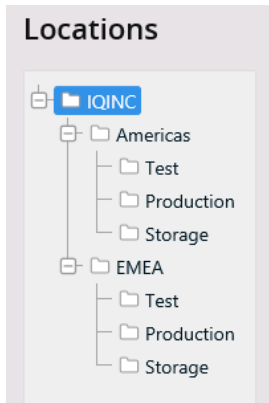 Locations
IQINC
Americas
Test
Production
Storage
EMEA
Test
Production
Storage